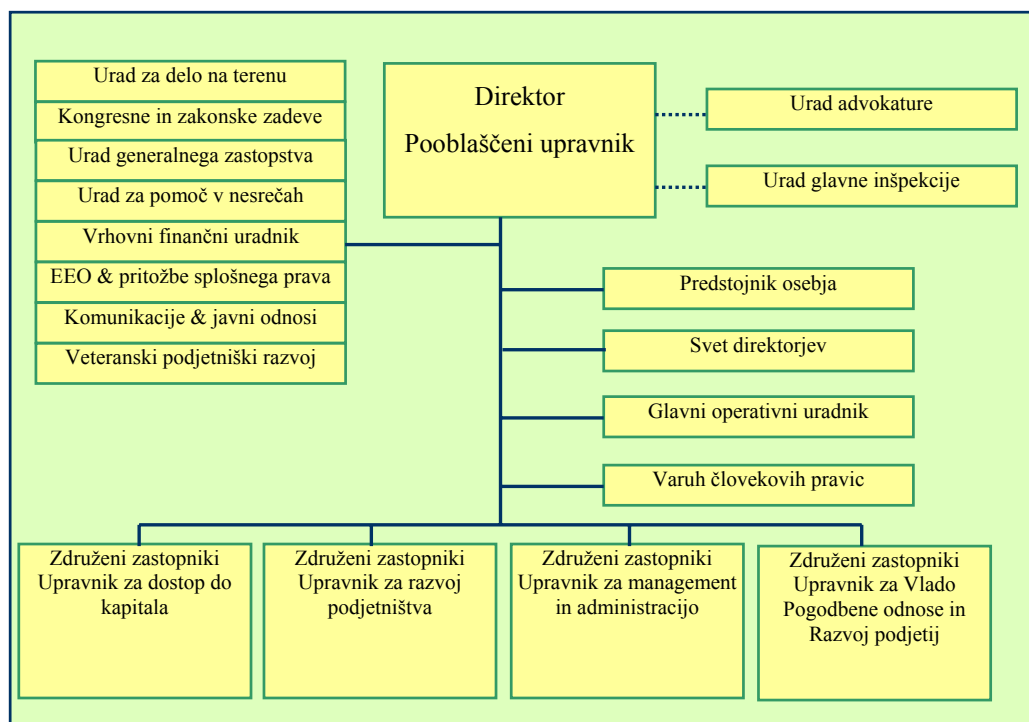 Urad za delo na terenu
Kongresne in zakonske zadeve
Urad generalnega zastopstva
Urad za pomoč v nesrečah
Vrhovni finančni uradnik
EEO & pritožbe splošnega prava
Komunikacije & javni odnosi
Veteranski podjetniški razvoj
Direktor
Pooblaščeni upravnik
Urad advokature
Urad glavne inšpekcije
Predstojnik osebja
Svet direktorjev
Glavni operativni uradnik
Varuh človekovih pravic
Združeni zastopniki
Upravnik za dostop do
kapitala
Združeni zastopniki
Upravnik za razvoj
podjetništva
Združeni zastopniki
Upravnik za management
in administracijo
Združeni zastopniki
Upravnik za Vlado
Pogodbene odnose in
Razvoj podjetij